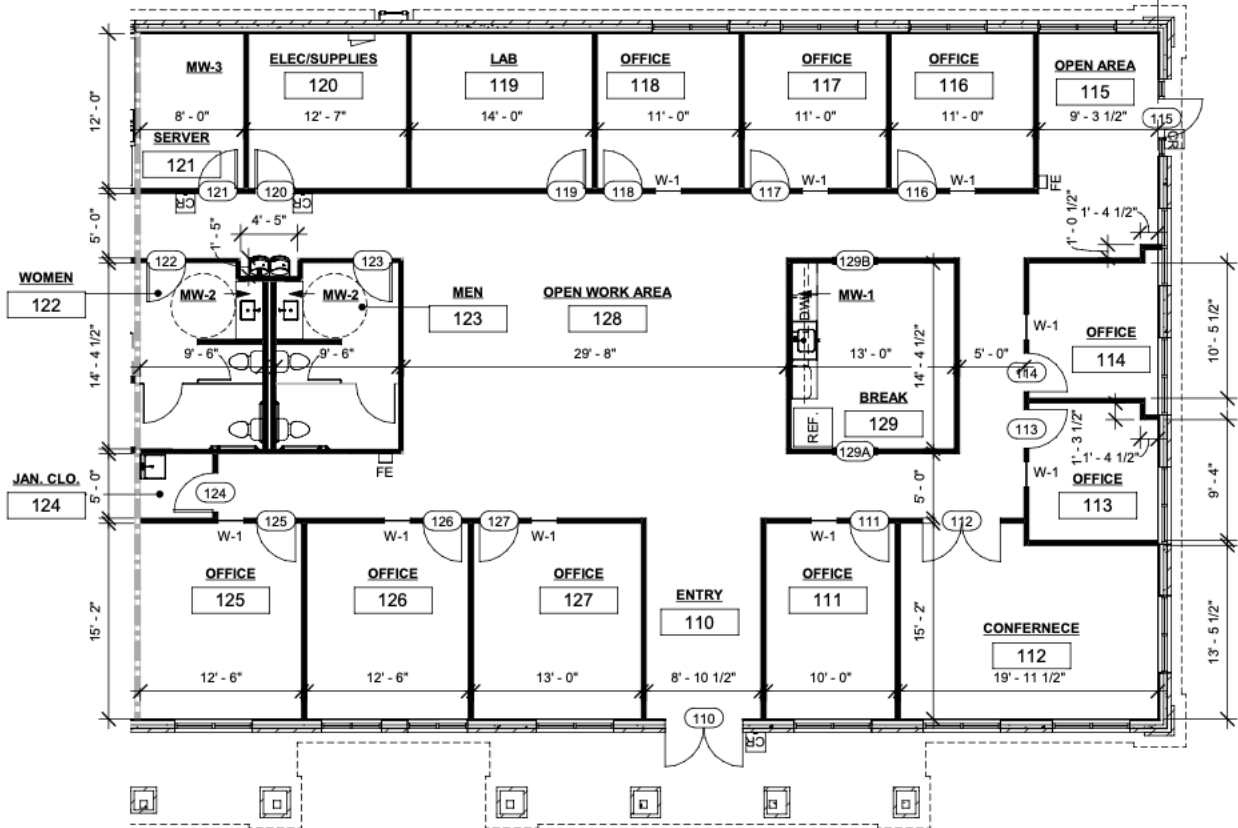 MW-3
ELEC/SUPPLIES
120
LAB
119
OFFICE
118
OFFICE
117
OFFICE
116
OPEN AREA
115
12' - 0"
8' - 0"
12' - 7"
14' - 0"
11' - 0"
11' - 0"
11' - 0"
9' - 3 1/2"
115
CR
SERVER
121
121
120
119
118
W-1
117
W-1
116
W-1
FE
CR
CR
5' - 0"
1' - 5"
4' - 5"
1' - 0 1/2"
1' - 4 1/2"
122
123
129B
WOMEN
122
MW-2
MW-2
MEN
123
OPEN WORK AREA
128
DW
MW-1
W-1
OFFICE
114
10' - 5 1/2"
14' - 4 1/2"
9' - 6"
9' - 6"
29' - 8"
13' - 0"
14' - 4 1/2"
5' - 0"
114
BREAK
129
REF.
113
1' - 3 1/2"
1' - 4 1/2"
129A
FE
JAN. CLO.
124
5' - 0"
124
5' - 0"
W-1
OFFICE
113
9' - 4"
125
W-1
126
W-1
127
W-1
111
W-1
112
OFFICE
125
OFFICE
126
OFFICE
127
ENTRY
110
OFFICE
111
CONFERNECE
112
15' - 2"
15' - 2"
13' - 5 1/2"
12' - 6"
12' - 6"
13' - 0"
8' - 10 1/2"
10' - 0"
19' - 11 1/2"
110
CR